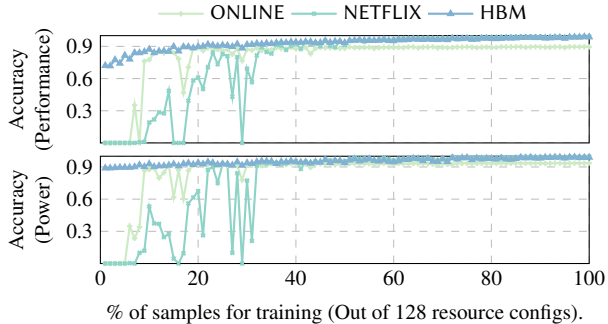 ONLINE NETFLIX HBM
Accuracy
(Performance)
0.9
0.6
0.3
Accuracy
(Power)
0.9
0.6
0.3
0 20 40 60 80 100
% of samples for training (Out of 128 resource configs).